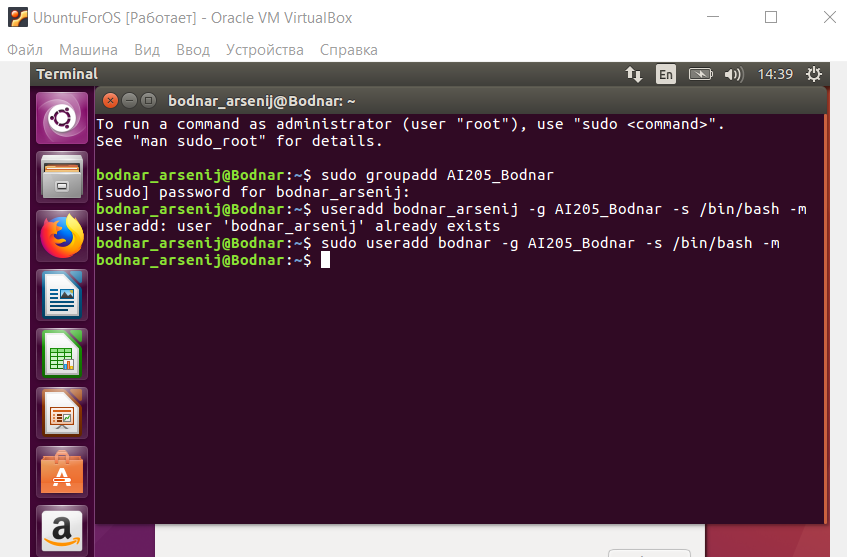 UbuntuForOS [Работает] - Oracle VM VirtualBox
Файл Машина Вид Ввод Устройства Справка
Terminal En 14:39
bodnar_arsenij@Bodnar: ~
To run a command as administrator (user "root"), use "sudo <command>".
See "man sudo_root" for details.
bodnar_arsenij@Bodnar:~$ sudo groupadd AI205_Bodnar
[sudo] password for bodnar_arsenij:
bodnar_arsenij@Bodnar:~$ useradd bodnar_arsenij -g AI205_Bodnar -s /bin/bash -m
useradd: user 'bodnar_arsenij' already exists
bodnar_arsenij@Bodnar:~$ sudo useradd bodnar -g AI205_Bodnar -s /bin/bash -m
bodnar_arsenij@Bodnar:~$